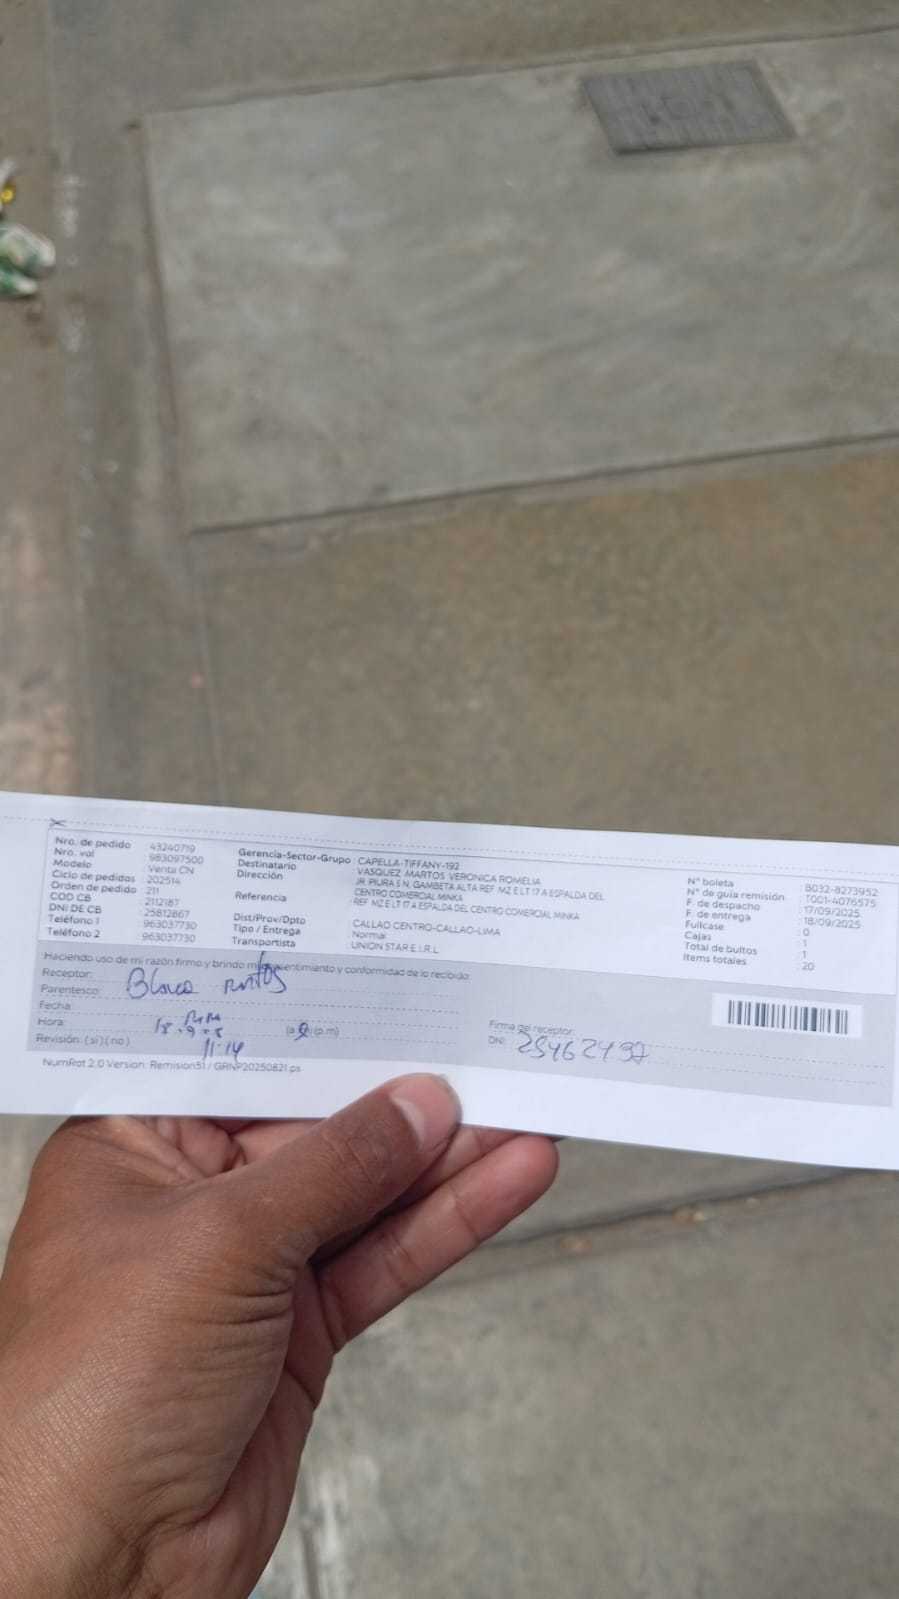 Nro. de pedido : 43240719
Nro. val : 983097500
Modelo : Venta CN
Ciclo de pedidos : 202514
Orden de pedido : 211
COD CB : 2112187
DNI DE CB : 25812867
Teléfono 1 : 963037730
Teléfono 2 : 963037730
Gerencia-Sector-Grupo : CAPELLA-TIFFANY-192
Destinatario : VASQUEZ MARTOS VERONICA ROMELIA
Dirección : JR. PIURA S N, GAMBETA ALTA REF MZ E LT 17 A ESPALDA DEL
CENTRO COMERCIAL MINKA
Referencia : REF MZ E LT 17 A ESPALDA DEL CENTRO COMERCIAL MINKA
Dist/Prov/Dpto : CALLAO CENTRO-CALLAO-LIMA
Tipo / Entrega : Normal
Transportista : UNION STAR E.I.R.L
N° boleta : B032-8273952
N° de guía remisión : T001-4076575
F. de despacho : 17/09/2025
F. de entrega : 18/09/2025
Fullcase : 0
Cajas : 1
Total de bultos : 1
Items totales : 20
Haciendo uso de mi razón firmo y brindo mi consentimiento y conformidad de lo recibido:
Receptor: Blanca
Parentesco:
Fecha:
Hora: (a.m) (p.m)
11:14
Revisión: (si) (no)
Firma del receptor:
DNI: 25462497
NumRot 2.0 Version: Remision51 / GRNP20250821.ps